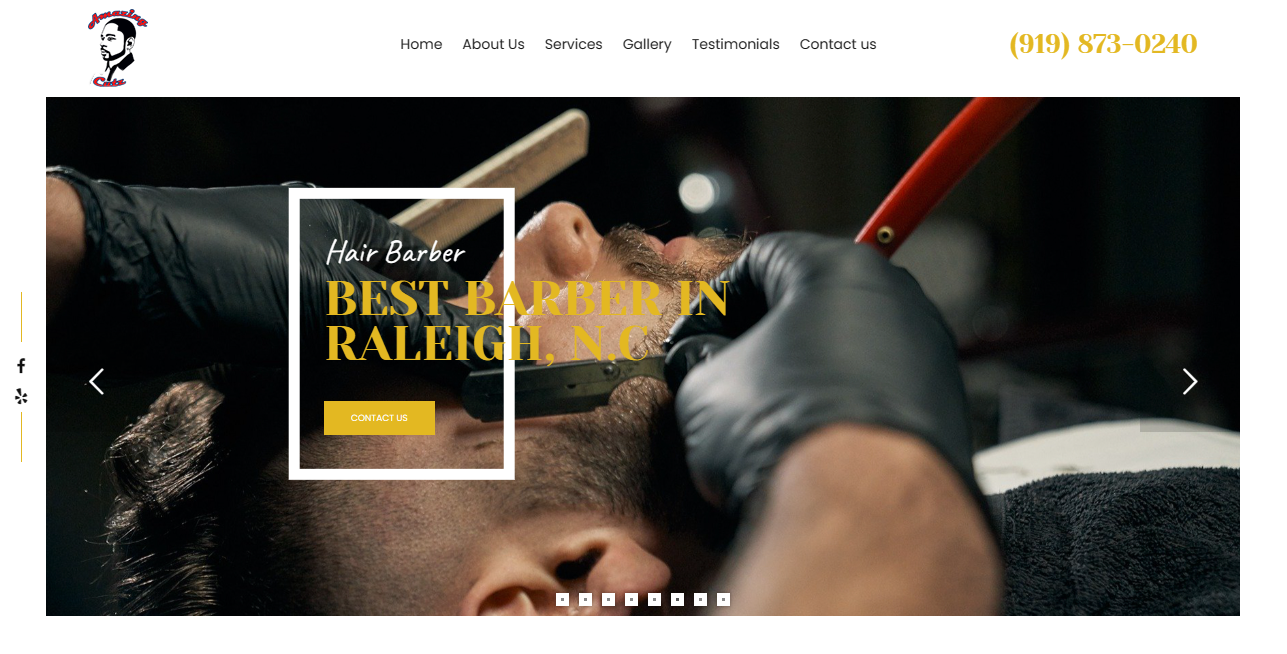 Amazing
Cuts
Home About Us Services Gallery Testimonials Contact us
(919) 873-0240
Hair Barber
BEST BARBER IN
RALEIGH, N.C
CONTACT US